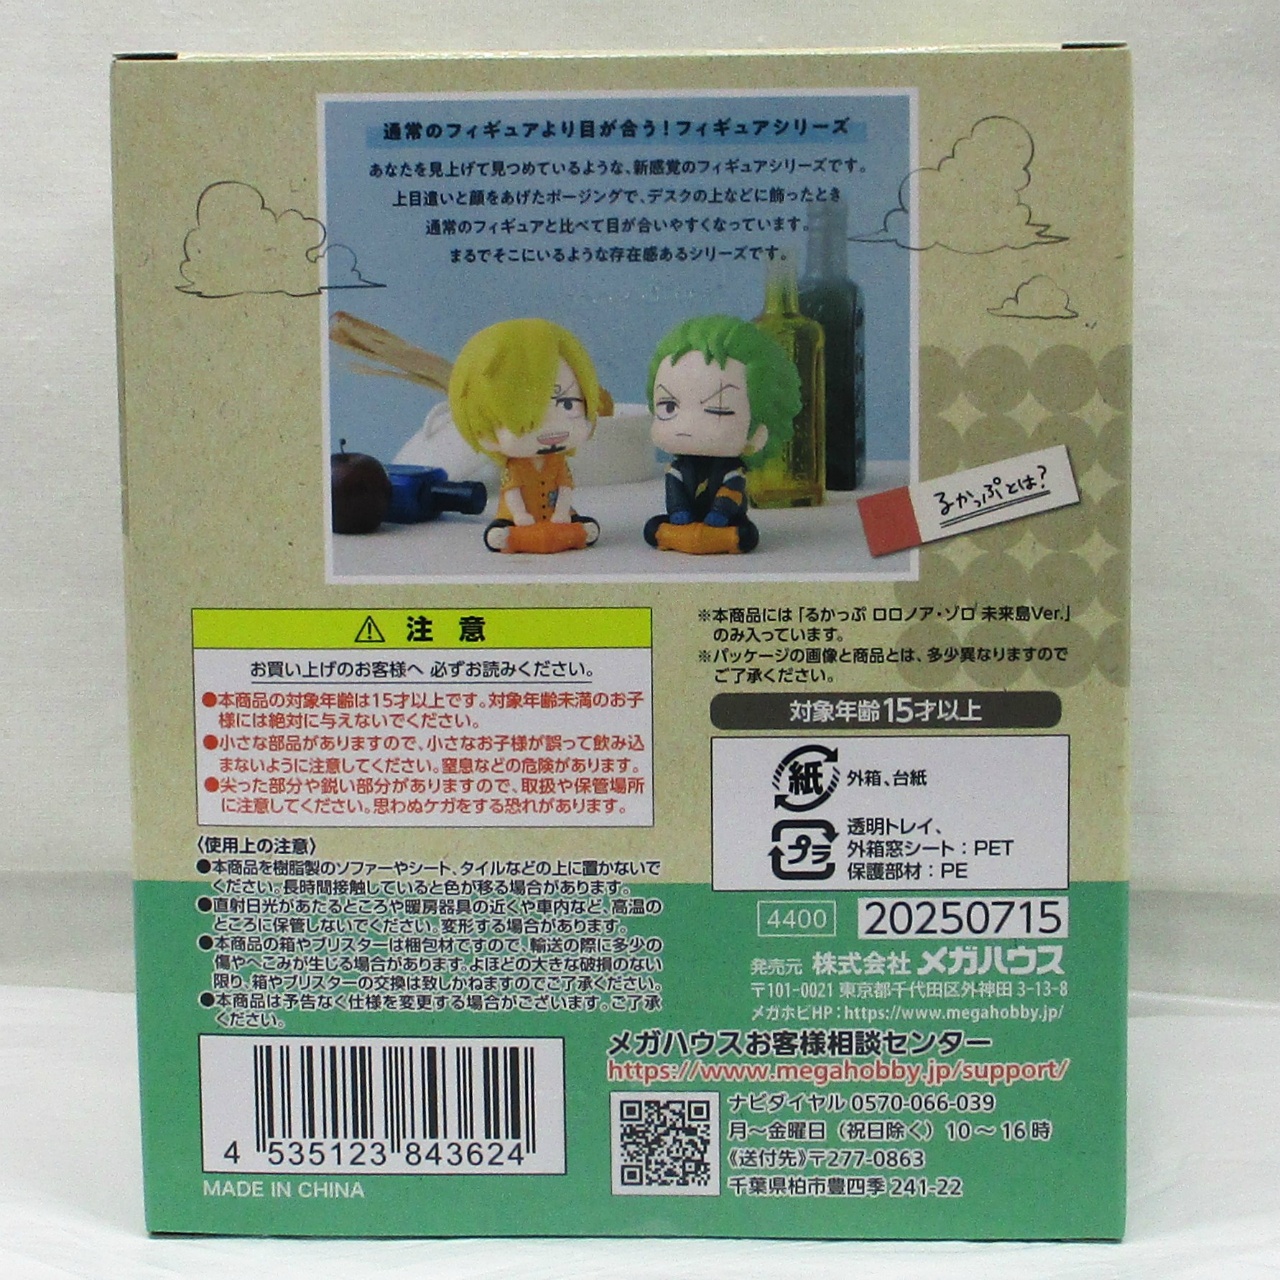 通常のフィギュアより目が合う！フィギュアシリーズ
あなたを見上げて見つめているような、新感覚のフィギュアシリーズです。
上目遣いと顔をあげたポージングで、デスクの上などに飾ったとき
通常のフィギュアと比べて目が合いやすくなっています。
まるでそこにいるような存在感あるシリーズです。
るかっぷとは?
⚠ 注意
お買い上げのお客様へ 必ずお読みください。
●本商品の対象年齢は15才以上です。対象年齢未満のお子
様には絶対に与えないでください。
●小さな部品がありますので、小さなお子様が誤って飲み込
まないように注意してください。窒息などの危険があります。
●尖った部分や鋭い部分がありますので、取扱や保管場所
に注意してください。思わぬケガをする恐れがあります。
〈使用上の注意〉
●本商品を樹脂製のソファーやシート、タイルなどの上に置かないで
ください。長時間接触していると色が移る場合があります。
●直射日光があたるところや暖房器具の近くや車内など、高温の
ところに保管しないでください。変形する場合があります。
●本商品の箱やブリスターは梱包材ですので、輸送の際に多少の
傷やへこみが生じる場合があります。よほどの大きな破損のない
限り、箱やブリスターの交換は致しかねますのでご了承ください。
●本商品は予告なく仕様を変更する場合がございます。ご了承
ください。
4 535123 843624
MADE IN CHINA
※本商品には「るかっぷ ロロノア・ゾロ 未来島Ver.」
のみ入っています。
※パッケージの画像と商品とは、多少異なりますので
ご了承ください。
対象年齢15才以上
紙 外箱、台紙
プラ 透明トレイ、
外箱窓シート：PET
保護部材：PE
4400 20250715
発売元 株式会社 メガハウス
〒101-0021 東京都千代田区外神田 3-13-8
メガホビHP：https://www.megahobby.jp/
メガハウスお客様相談センター
https://www.megahobby.jp/support/
ナビダイヤル 0570-066-039
月～金曜日（祝日除く）10～16時
《送付先》〒277-0863
千葉県柏市豊四季241-22